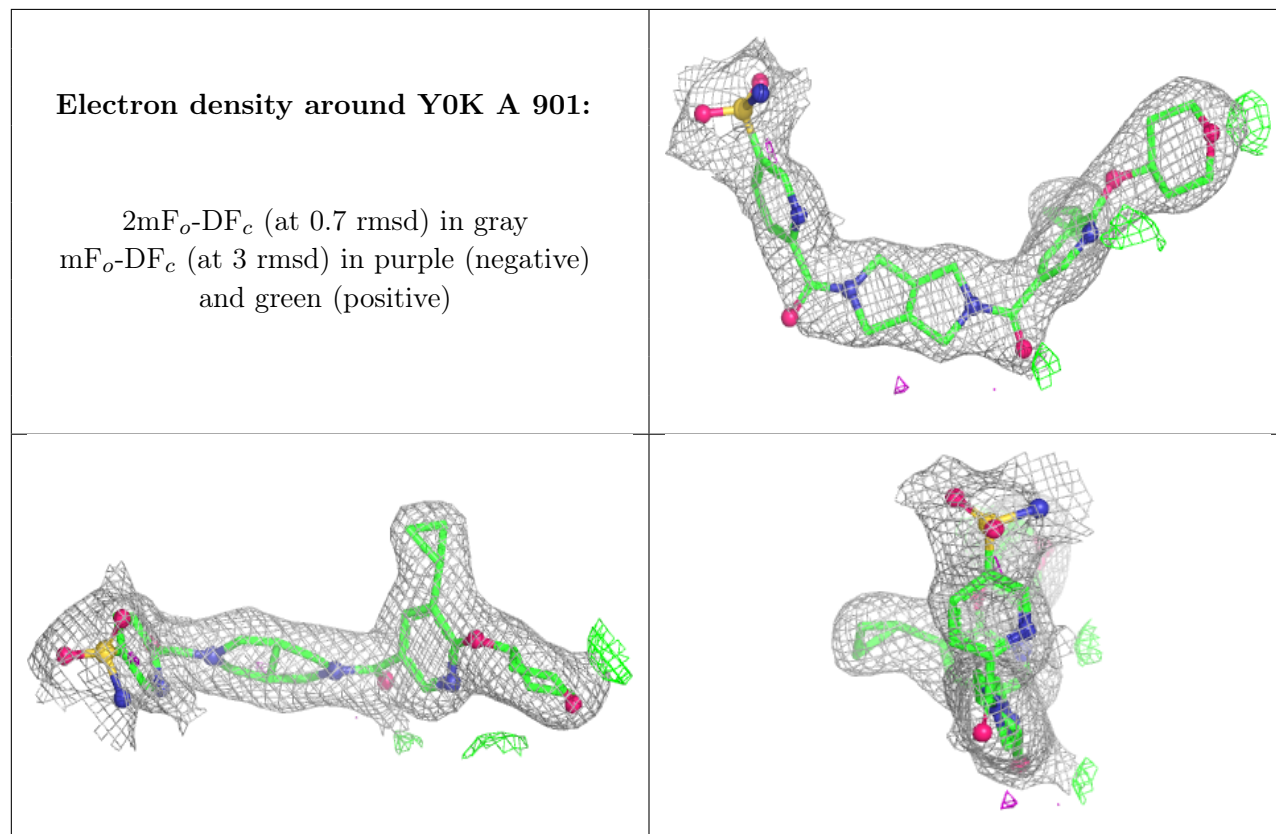 Electron density around Y0K A 901:
2mFo-DFc (at 0.7 rmsd) in gray
mFo-DFc (at 3 rmsd) in purple (negative)
and green (positive)